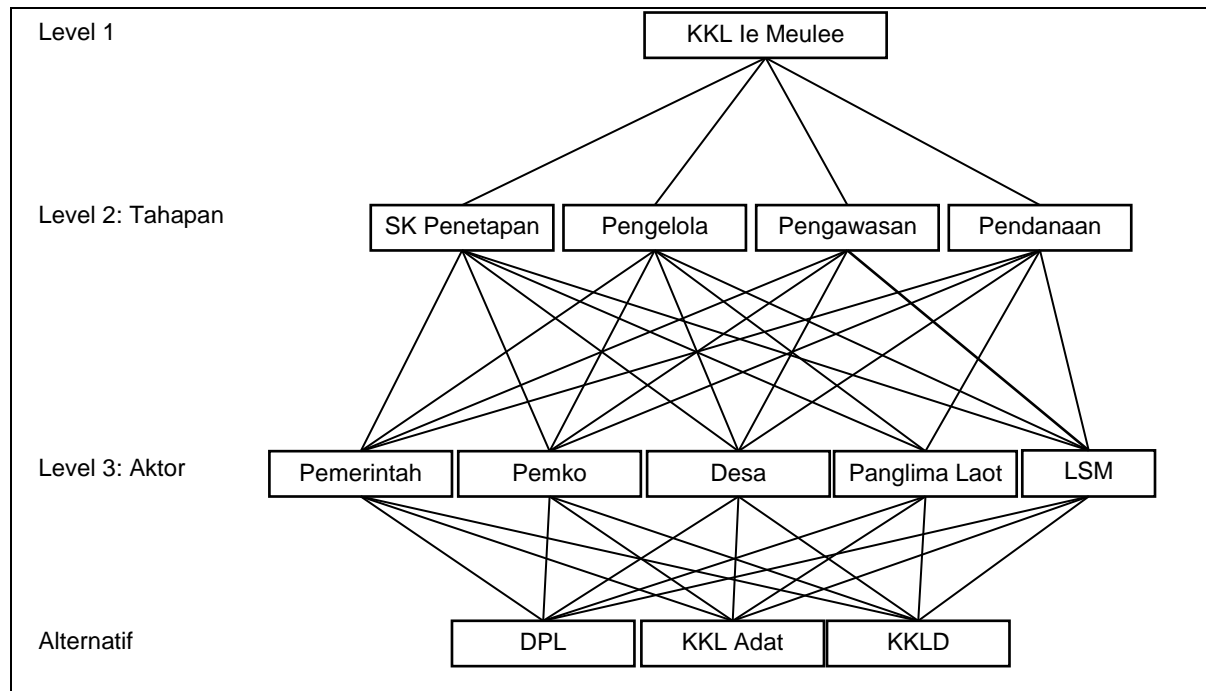 Level 1
KKL Ie Meulee
Level 2: Tahapan
SK Penetapan
Pengelola
Pengawasan
Pendanaan
Level 3: Aktor
Pemerintah
Pemko
Desa
Panglima Laot
LSM
Alternatif
DPL
KKL Adat
KKLD